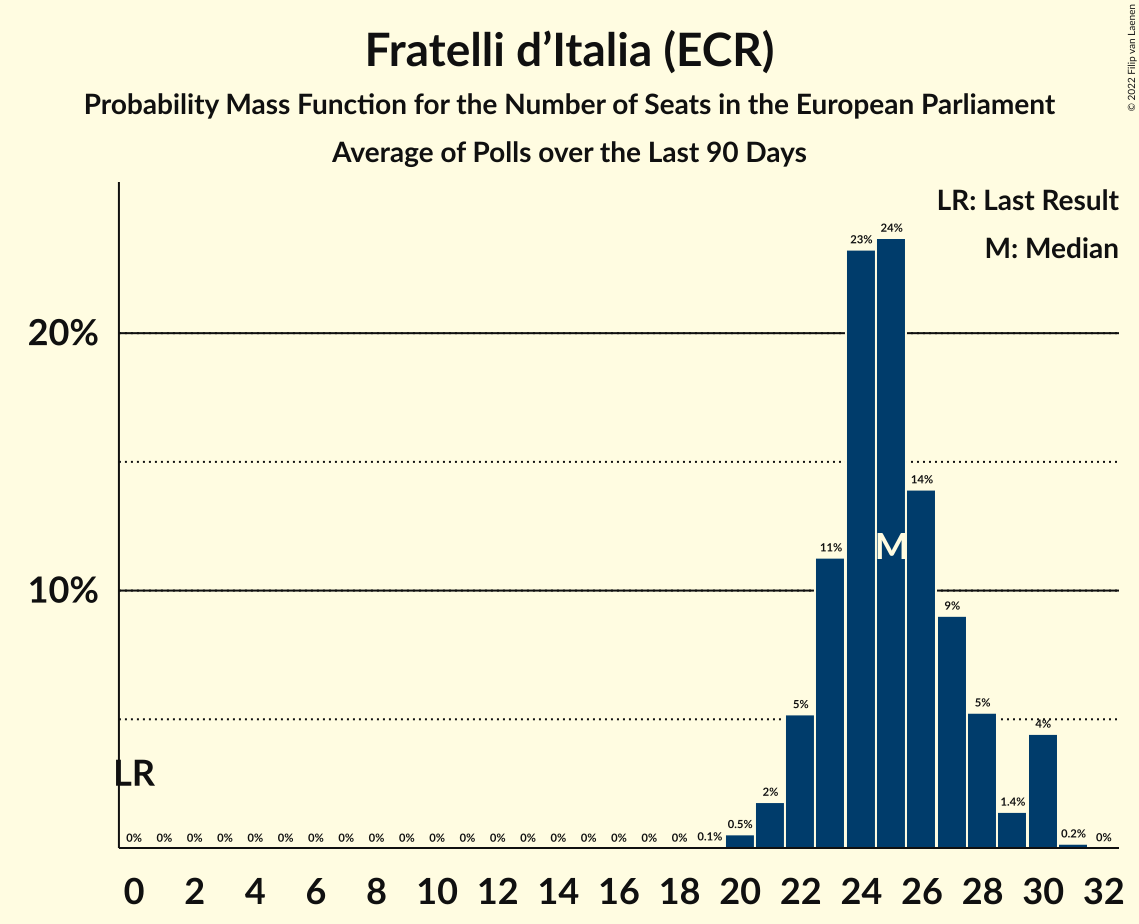 Fratelli d’Italia (ECR)
Probability Mass Function for the Number of Seats in the European Parliament
Average of Polls over the Last 90 Days
© 2022 Filip van Laenen
LR: Last Result
M: Median
24%
23%
20%
14%
M
11%
10%
9%
5%
5%
4%
LR
2%
1.4%
0.5%
0% 0% 0% 0% 0% 0% 0% 0% 0% 0% 0% 0% 0% 0% 0% 0% 0% 0% 0% 0.1% 0.2% 0%
0 2 4 6 8 10 12 14 16 18 20 22 24 26 28 30 32